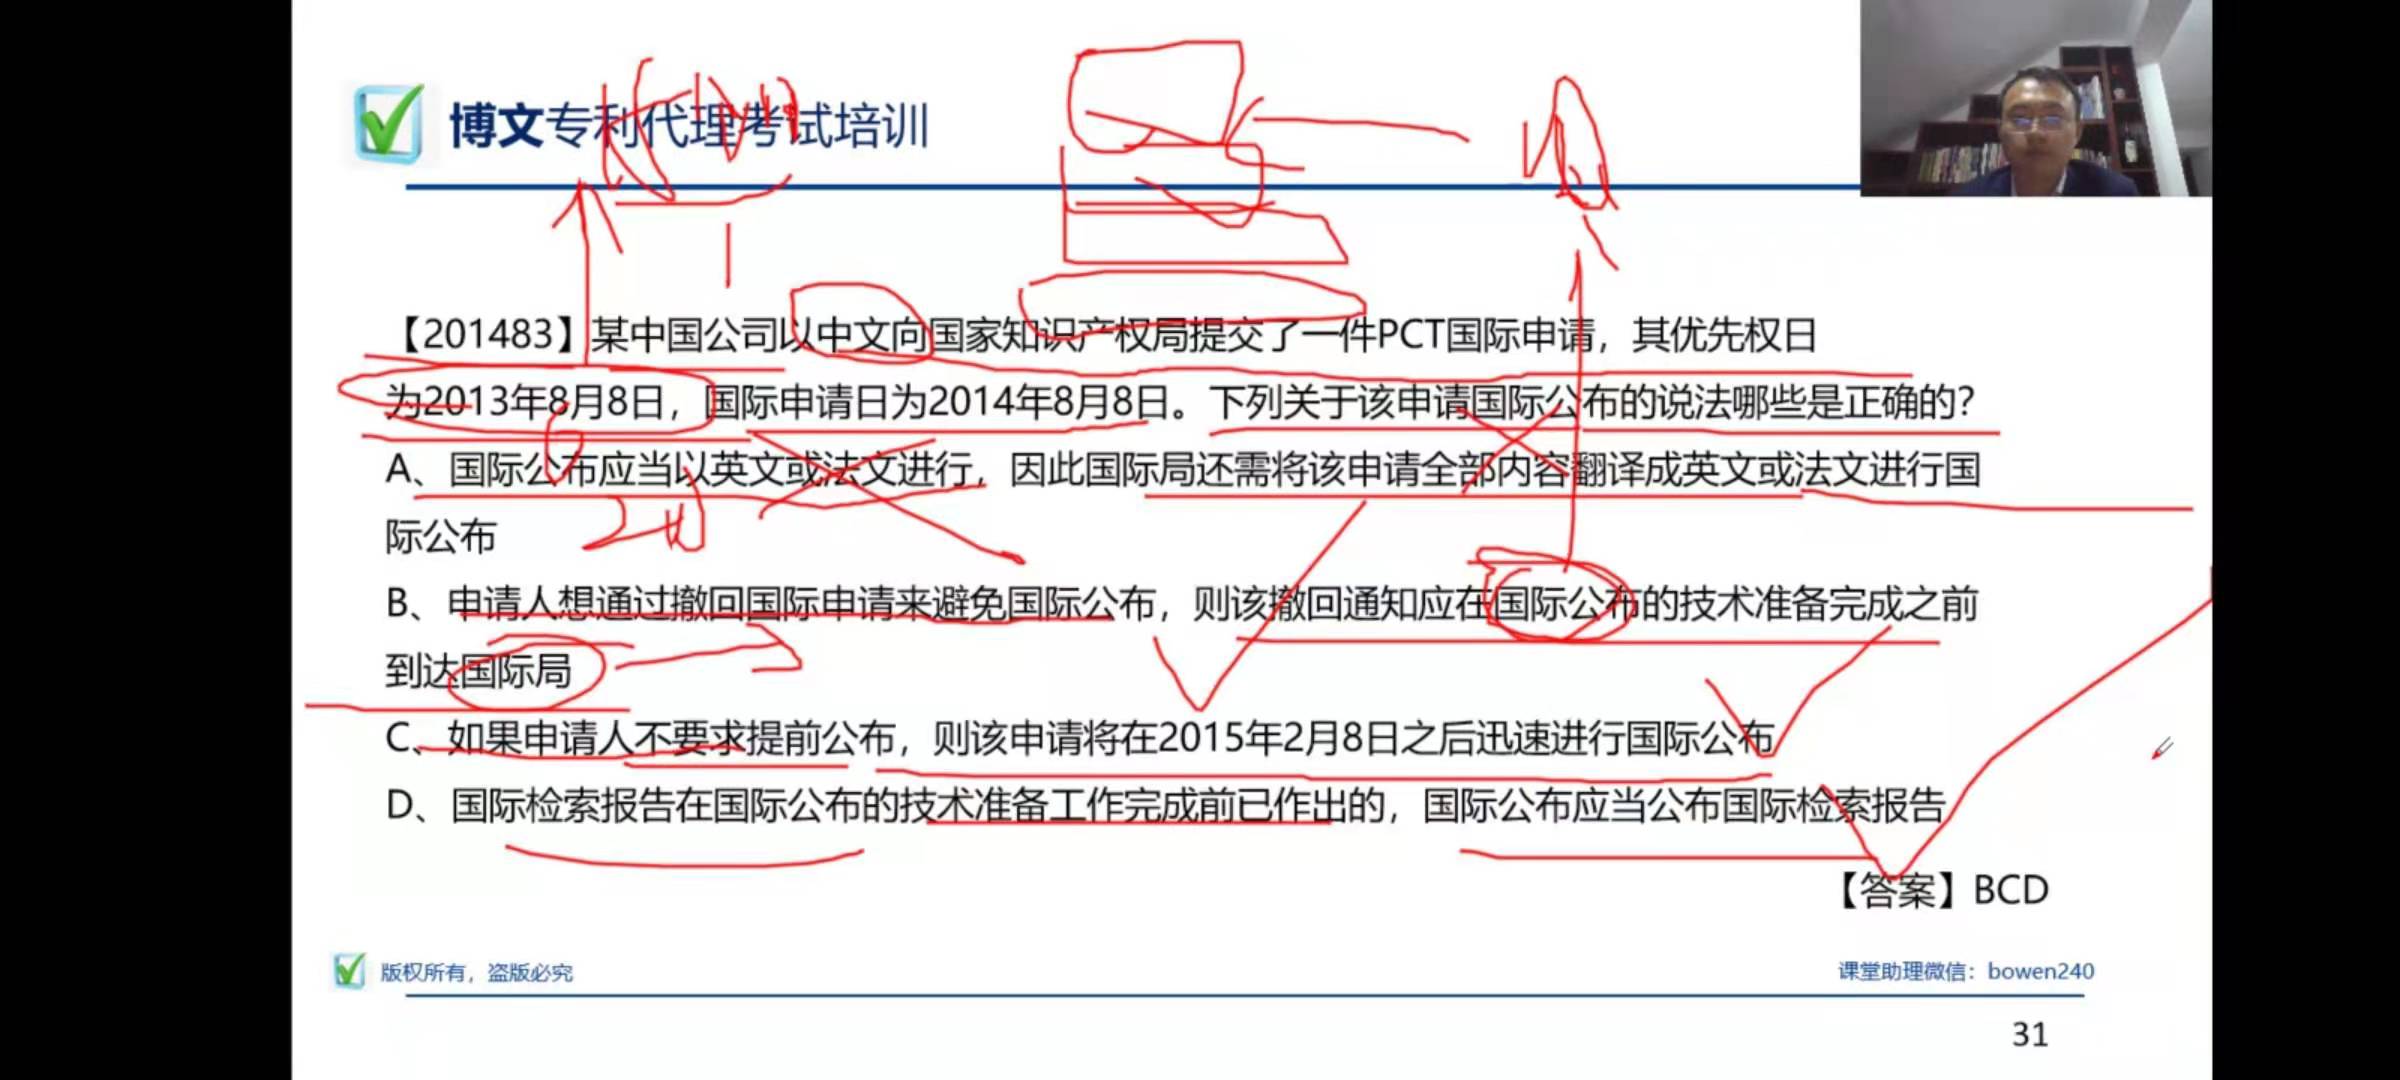 博文专利代理考试培训
【201483】某中国公司以中文向国家知识产权局提交了一件PCT国际申请，其优先权日
为2013年8月8日，国际申请日为2014年8月8日。下列关于该申请国际公布的说法哪些是正确的？
A、国际公布应当以英文或法文进行，因此国际局还需将该申请全部内容翻译成英文或法文进行国
际公布
B、申请人想通过撤回国际申请来避免国际公布，则该撤回通知应在国际公布的技术准备完成之前
到达国际局
C、如果申请人不要求提前公布，则该申请将在2015年2月8日之后迅速进行国际公布
D、国际检索报告在国际公布的技术准备工作完成前已作出的，国际公布应当公布国际检索报告
【答案】BCD
版权所有，盗版必究
课堂助理微信：bowen240
31